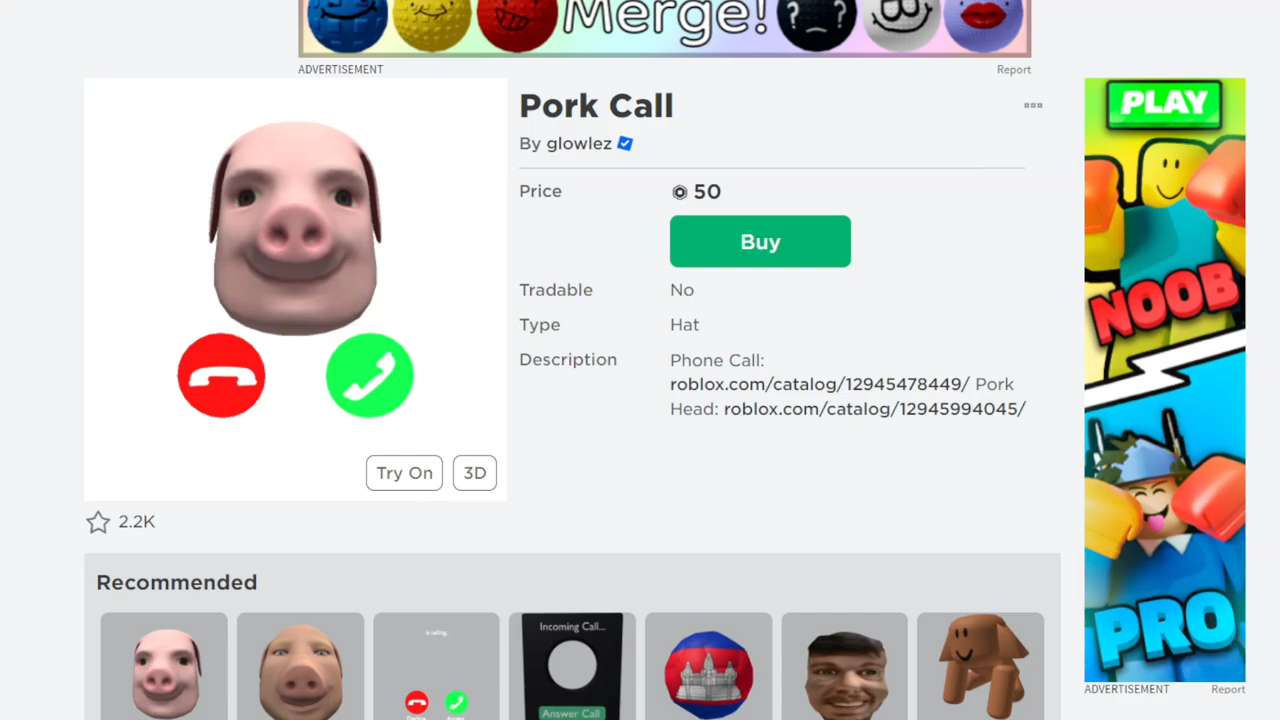 Merge!
ADVERTISEMENT
Report
Pork Call
By glowlez
Price
50
Buy
Tradable
No
Type
Hat
Description
Phone Call:
roblox.com/catalog/12945478449/ Pork
Head: roblox.com/catalog/12945994045/
Try On
3D
2.2K
Recommended
is calling..
Incoming Call...
Answer Call
PLAY
NOOB
PRO
ADVERTISEMENT
Report